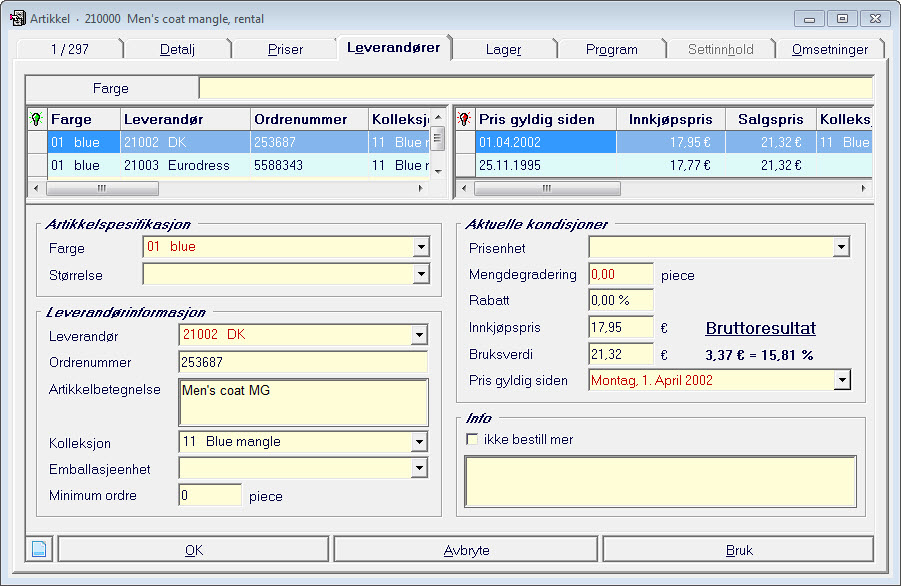 Artikkel · 210000 Men's coat mangle, rental
1 / 297 Detalj Priser Leverandører Lager Program Settinnhold Omsetninger
Farge
Farge Leverandør Ordrenummer Kolleksj
01 blue 21002 DK 253687 11 Blue r
01 blue 21003 Eurodress 5588343 11 Blue r
Pris gyldig siden Innkjøpspris Salgspris Kolleks
01.04.2002 17,95 € 21,32 € 11 Blue
25.11.1995 17,77 € 21,32 €
Artikkelspesifikasjon
Farge 01 blue
Størrelse
Leverandørinformasjon
Leverandør 21002 DK
Ordrenummer 253687
Artikkelbetegnelse Men's coat MG
Kolleksjon 11 Blue mangle
Emballasjeenhet
Minimum ordre 0 piece
Aktuelle kondisjoner
Prisenhet
Mengdegradering 0,00 piece
Rabatt 0,00 %
Innkjøpspris 17,95 € Bruttoresultat
Bruksverdi 21,32 € 3,37 € = 15,81 %
Pris gyldig siden Montag, 1. April 2002
Info
ikke bestill mer
OK Avbryte Bruk